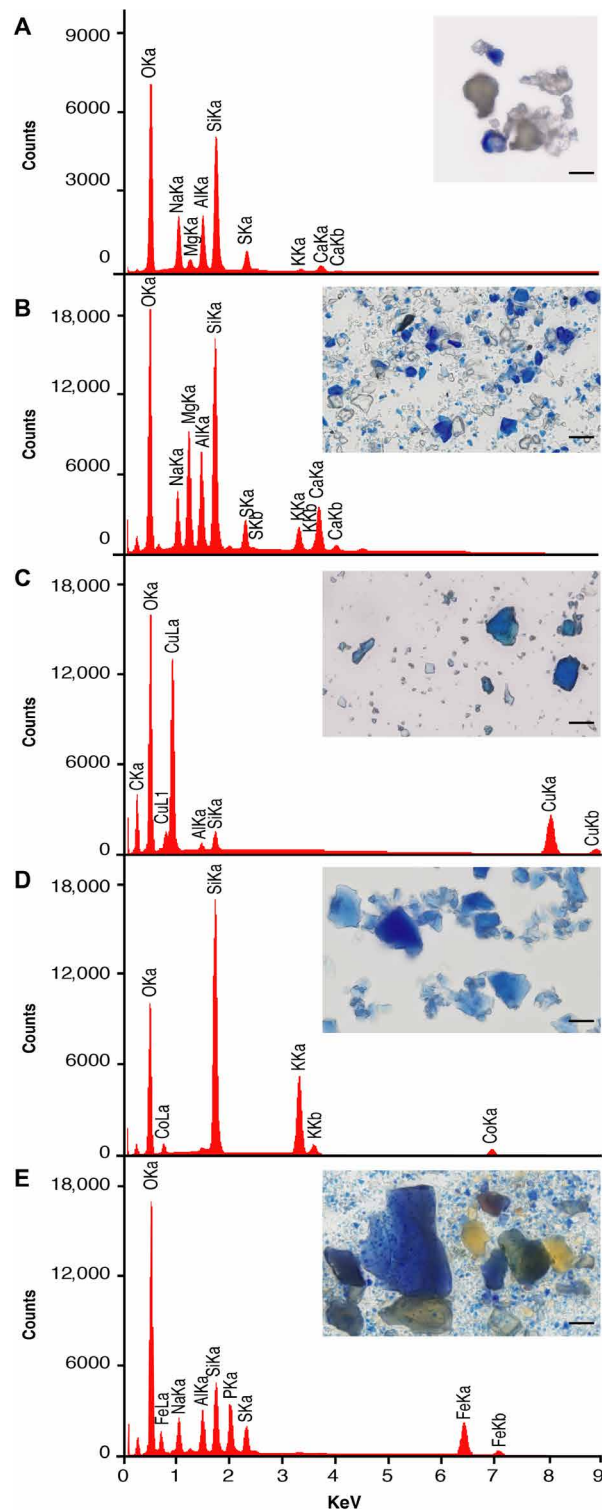 A
9000
6000
3000
0
Counts
OKa
NaKa
MgKa
AlKa
SiKa
SKa
KKa
CaKa
CaKb
B
18,000
12,000
6000
0
Counts
OKa
NaKa
MgKa
AlKa
SiKa
SKa
SKb
KKa
KKb
CaKa
CaKb
C
18,000
12,000
6000
0
Counts
CKa
OKa
CuL1
CuLa
AlKa
SiKa
CuKa
CuKb
D
18,000
12,000
6000
0
Counts
OKa
CoLa
SiKa
KKa
KKb
CoKa
E
18,000
12,000
6000
0
Counts
OKa
FeLa
NaKa
AlKa
SiKa
PKa
SKa
FeKa
FeKb
0 1 2 3 4 5 6 7 8 9
KeV